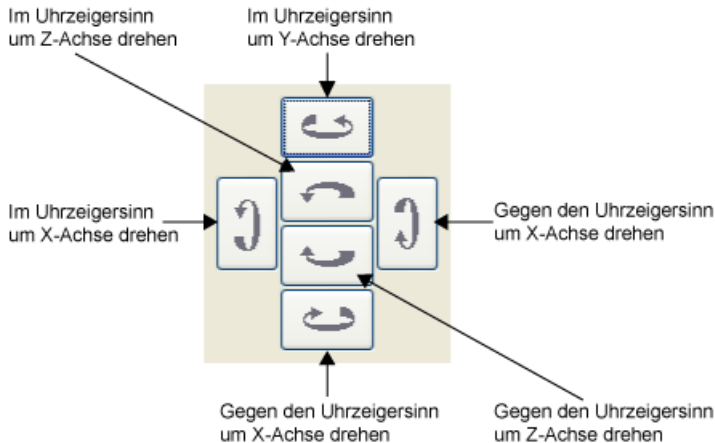 Im Uhrzeigersinn
um Z-Achse drehen
Im Uhrzeigersinn
um Y-Achse drehen
Im Uhrzeigersinn
um X-Achse drehen
Gegen den Uhrzeigersinn
um X-Achse drehen
Gegen den Uhrzeigersinn
um X-Achse drehen
Gegen den Uhrzeigersinn
um Z-Achse drehen